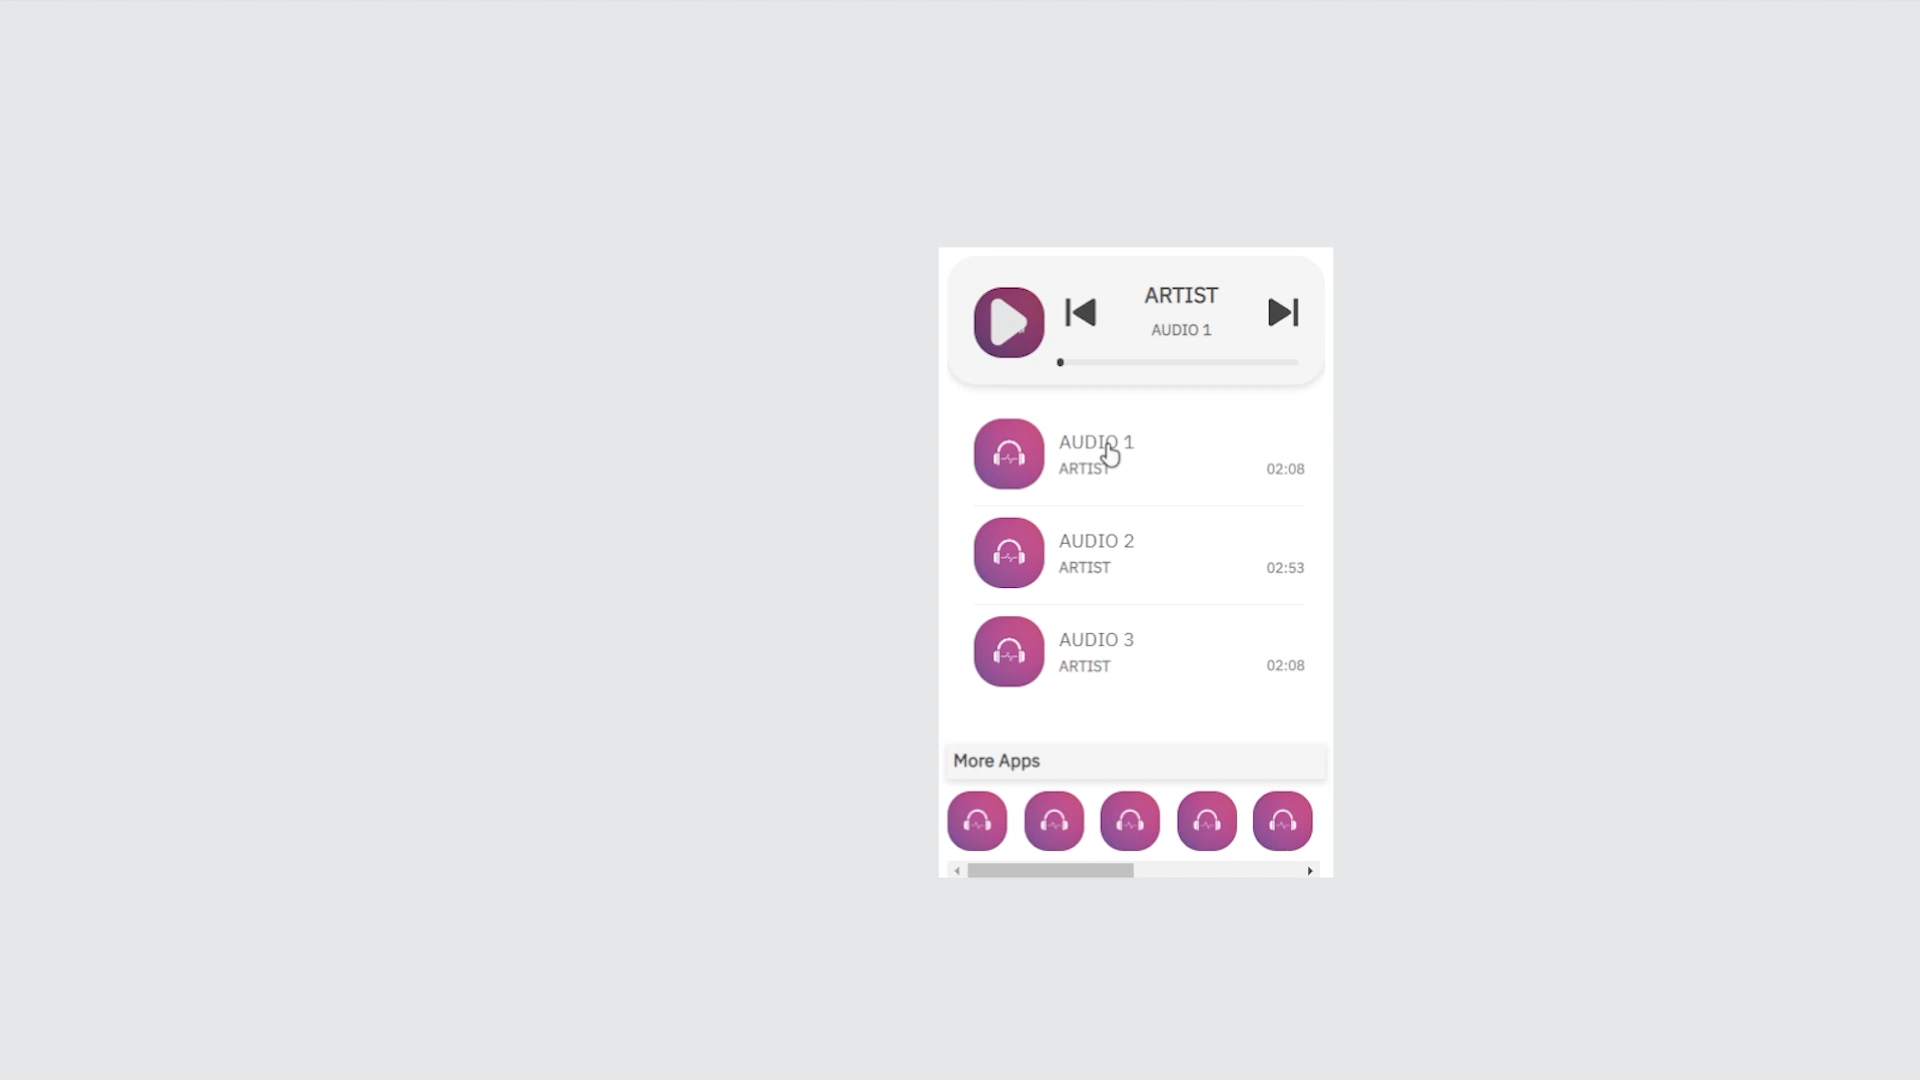 ARTIST
AUDIO 1
AUDIO 1
ARTIST
02:08
AUDIO 2
ARTIST
02:53
AUDIO 3
ARTIST
02:08
More Apps